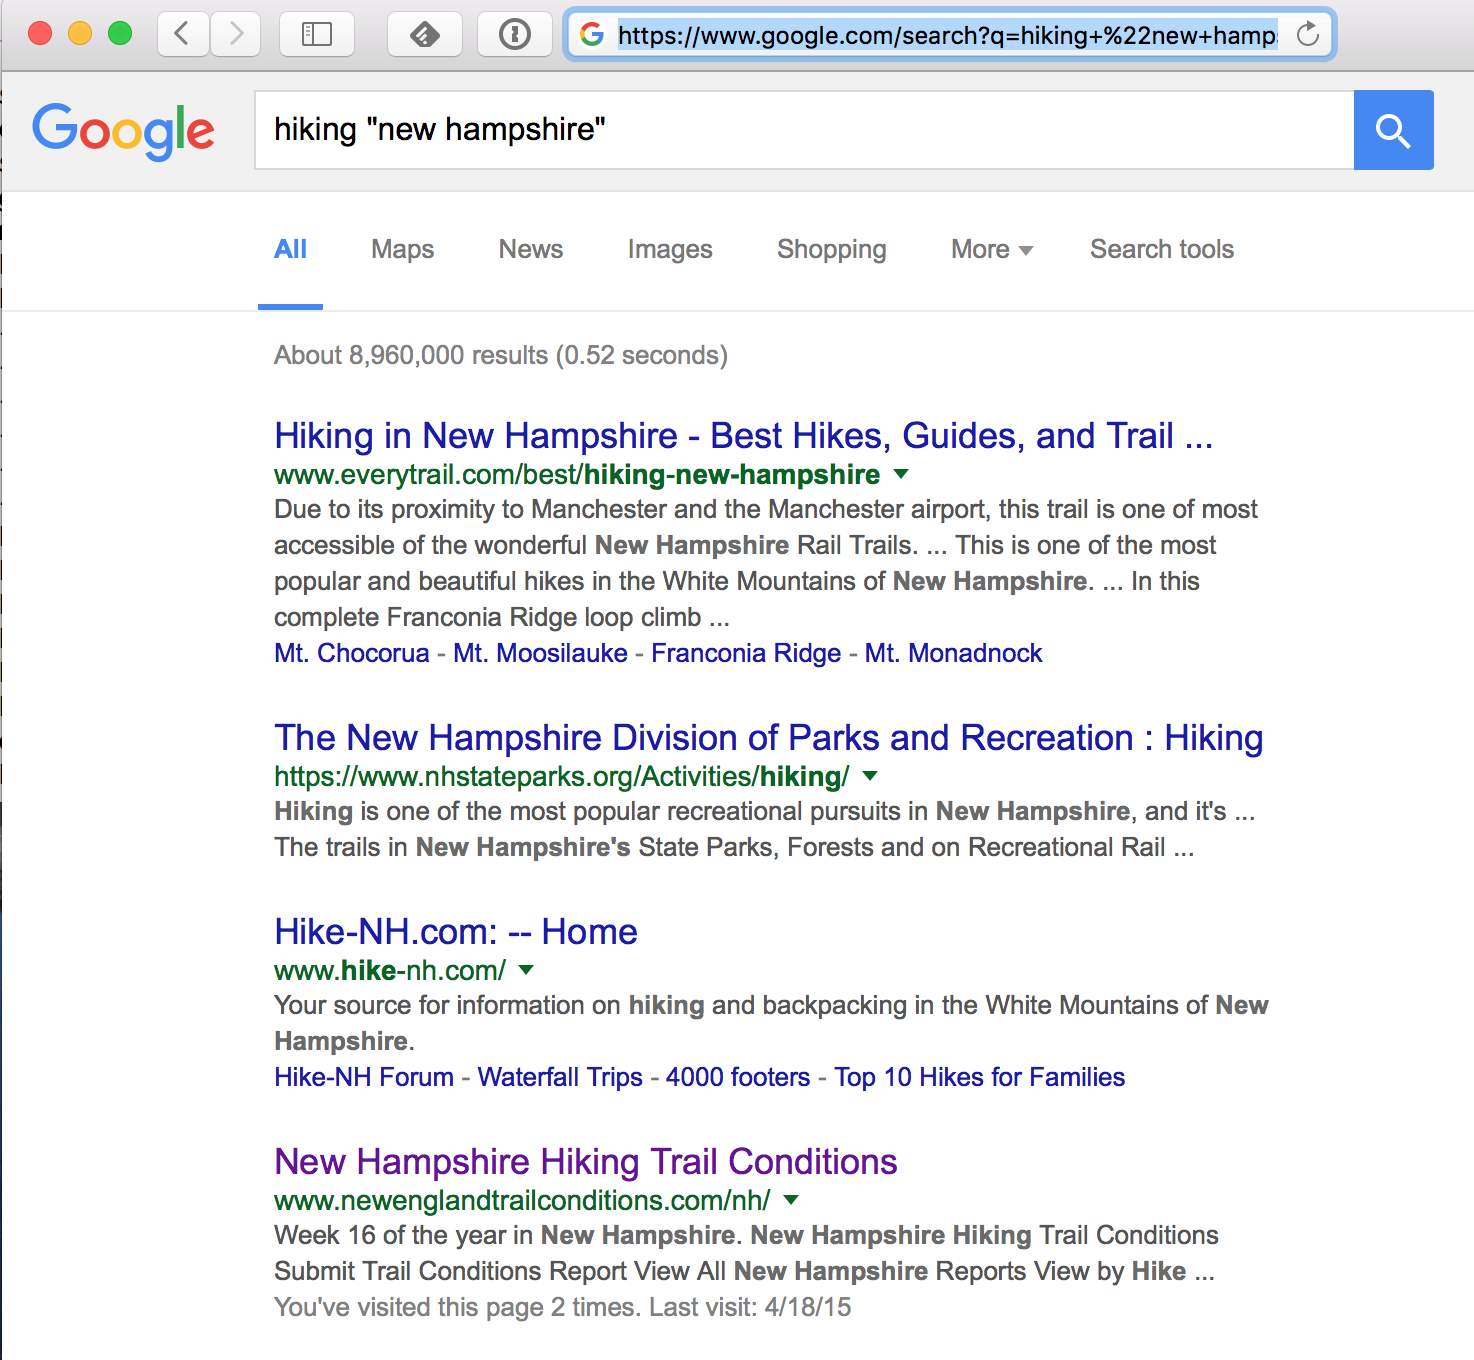 https://www.google.com/search?q=hiking+%22new+hamp
Google
hiking "new hampshire"
All Maps News Images Shopping More Search tools
About 8,960,000 results (0.52 seconds)
Hiking in New Hampshire - Best Hikes, Guides, and Trail ...
www.everytrail.com/best/hiking-new-hampshire
Due to its proximity to Manchester and the Manchester airport, this trail is one of most
accessible of the wonderful New Hampshire Rail Trails. ... This is one of the most
popular and beautiful hikes in the White Mountains of New Hampshire. ... In this
complete Franconia Ridge loop climb ...
Mt. Chocorua - Mt. Moosilauke - Franconia Ridge - Mt. Monadnock
The New Hampshire Division of Parks and Recreation : Hiking
https://www.nhstateparks.org/Activities/hiking/
Hiking is one of the most popular recreational pursuits in New Hampshire, and it's ...
The trails in New Hampshire's State Parks, Forests and on Recreational Rail ...
Hike-NH.com: -- Home
www.hike-nh.com/
Your source for information on hiking and backpacking in the White Mountains of New
Hampshire.
Hike-NH Forum - Waterfall Trips - 4000 footers - Top 10 Hikes for Families
New Hampshire Hiking Trail Conditions
www.newenglandtrailconditions.com/nh/
Week 16 of the year in New Hampshire. New Hampshire Hiking Trail Conditions
Submit Trail Conditions Report View All New Hampshire Reports View by Hike ...
You've visited this page 2 times. Last visit: 4/18/15